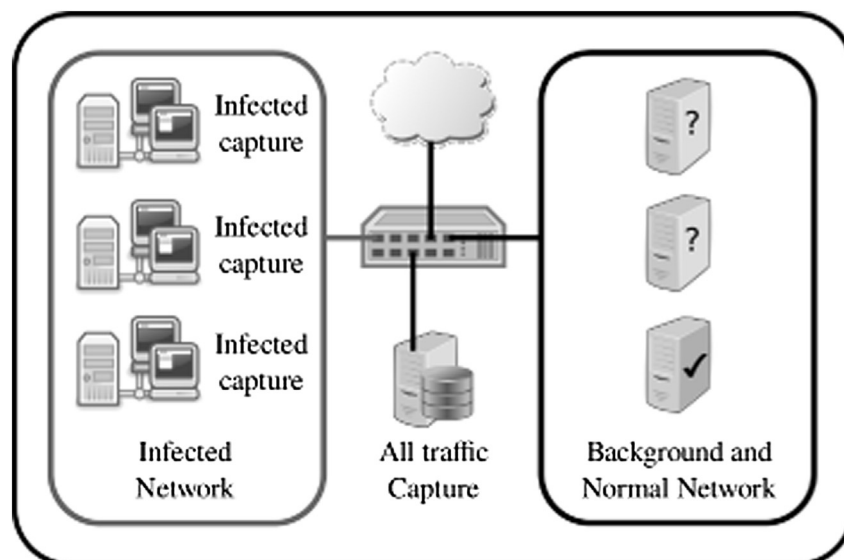 Infected
capture
Infected
capture
Infected
capture
Infected
Network
All traffic
Capture
?
?
Background and
Normal Network